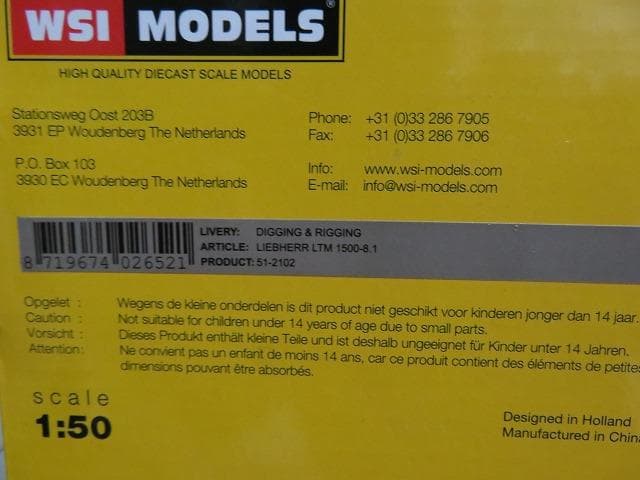 WSI MODELS®
HIGH QUALITY DIECAST SCALE MODELS
Stationsweg Oost 203B
3931 EP Woudenberg The Netherlands
P.O. Box 103
3930 EC Woudenberg The Netherlands
Phone: +31 (0)33 286 7905
Fax: +31 (0)33 286 7906
Info: www.wsi-models.com
E-mail: info@wsi-models.com
8 719674 026521
LIVERY: DIGGING & RIGGING
ARTICLE: LIEBHERR LTM 1500-8.1
PRODUCT: 51-2102
Opgelet : Wegens de kleine onderdelen is dit product niet geschikt voor kinderen jonger dan 14 jaar.
Caution : Not suitable for children under 14 years of age due to small parts.
Vorsicht : Dieses Produkt enthält kleine Teile und ist deshalb ungeeignet für Kinder unter 14 Jahren.
Attention: Ne convient pas un enfant de moins 14 ans, car ce produit contient des éléments de petites
dimensions pouvant être absorbés.
scale
1:50
Designed in Holland
Manufactured in China